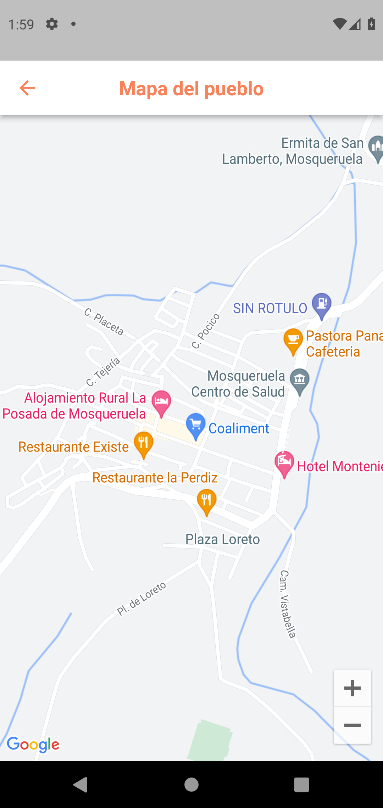 1:59
Mapa del pueblo
Ermita de San
Lamberto, Mosqueruela
SIN ROTULO
C. Placeta
C. Pocico
Pastora Pana
Cafeteria
C. Tejería
Mosqueruela
Centro de Salud
Alojamiento Rural La
Posada de Mosqueruela
Coaliment
Restaurante Existe
Hotel Montenie
Restaurante la Perdiz
Plaza Loreto
Pl. de Loreto
Cam. Vistabella
+
−
Google